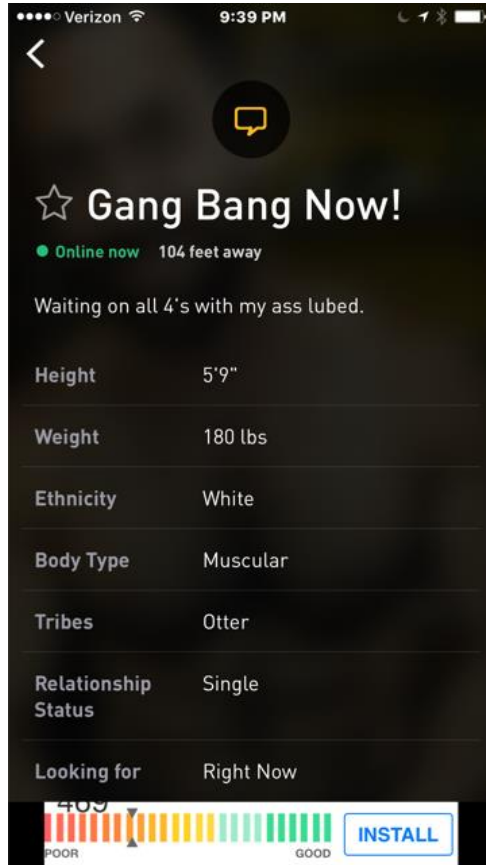 Verizon 9:39 PM
Gang Bang Now!
Online now 104 feet away
Waiting on all 4's with my ass lubed.
Height 5'9"
Weight 180 lbs
Ethnicity White
Body Type Muscular
Tribes Otter
Relationship Status Single
Looking for Right Now
469
POOR GOOD INSTALL